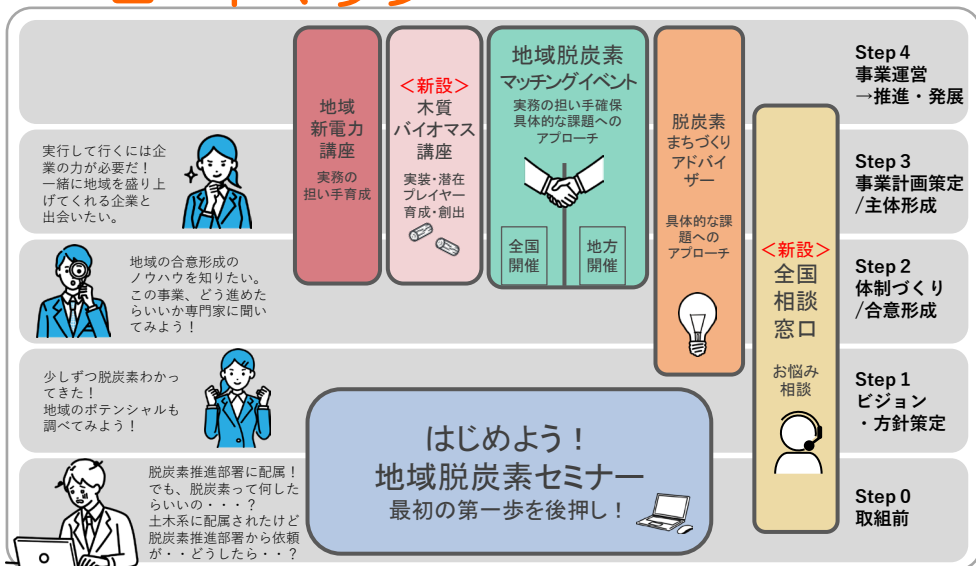 地域
新電力
講座
実務の
担い手育成
＜新設＞
木質
バイオマス
講座
実装・潜在
プレイヤー
育成・創出
地域脱炭素
マッチングイベント
実務の担い手確保
具体的な課題への
アプローチ
全国
開催
地方
開催
脱炭素
まちづくり
アドバイ
ザー
具体的な課
題への
アプローチ
＜新設＞
全国
相談
窓口
お悩み
相談
Step 4
事業運営
→推進・発展
実行して行くには企
業の力が必要だ！
一緒に地域を盛り上
げてくれる企業と
出会いたい。
Step 3
事業計画策定
/主体形成
地域の合意形成の
ノウハウを知りたい。
この事業、どう進めた
らいいか専門家に聞い
てみよう！
Step 2
体制づくり
/合意形成
少しずつ脱炭素わかっ
てきた！
地域のポテンシャルも
調べてみよう！
Step 1
ビジョン
・方針策定
はじめよう！
地域脱炭素セミナー
最初の第一歩を後押し！
脱炭素推進部署に配属！
でも、脱炭素って何した
らいいの・・・？
土木系に配属されたけど
脱炭素推進部署から依頼
が・・どうしたら・・？
Step 0
取組前